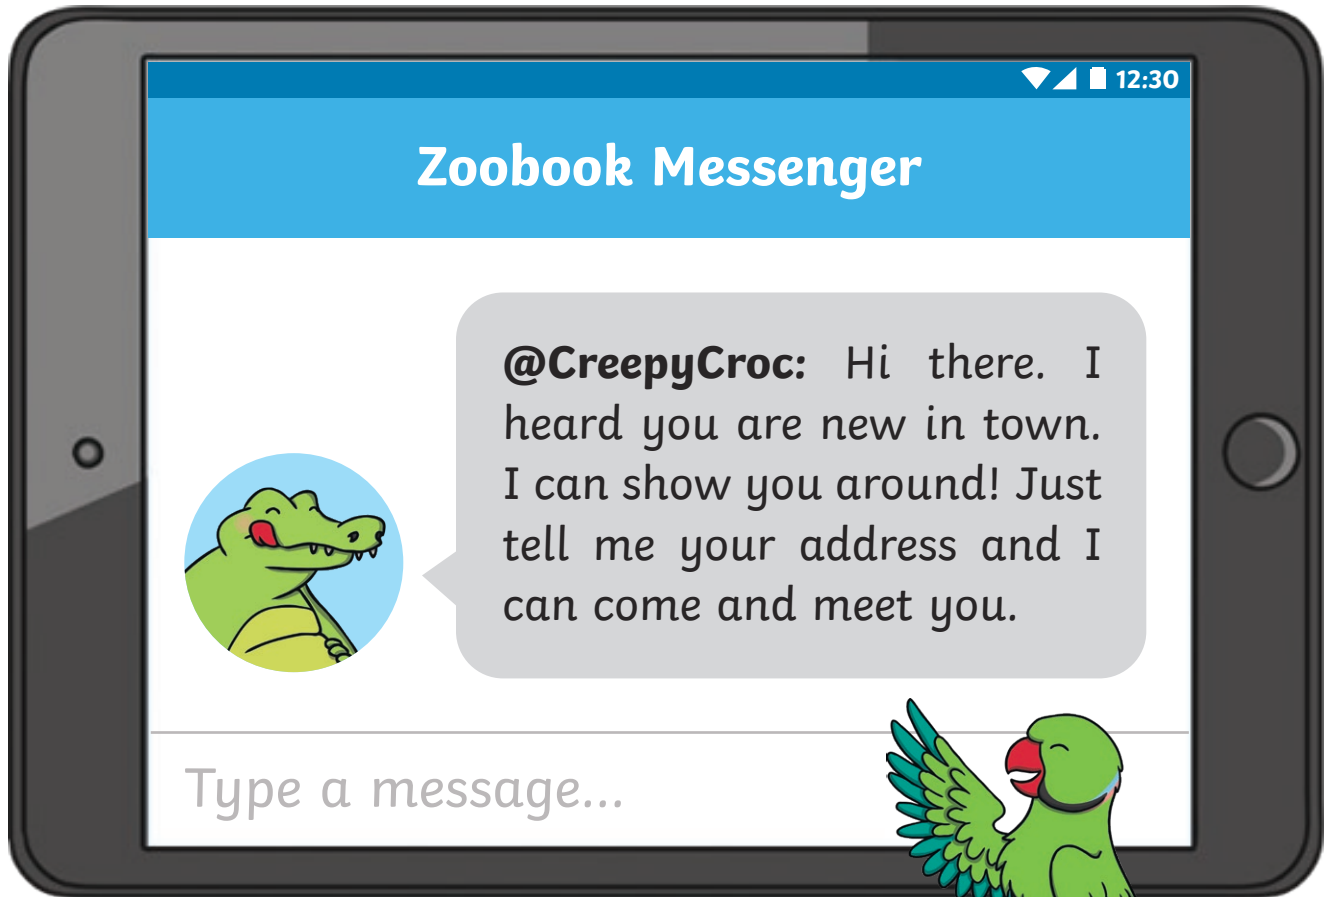 12:30
Zoobook Messenger
@CreepyCroc: Hi there. I
heard you are new in town.
I can show you around! Just
tell me your address and I
can come and meet you.
Type a message...